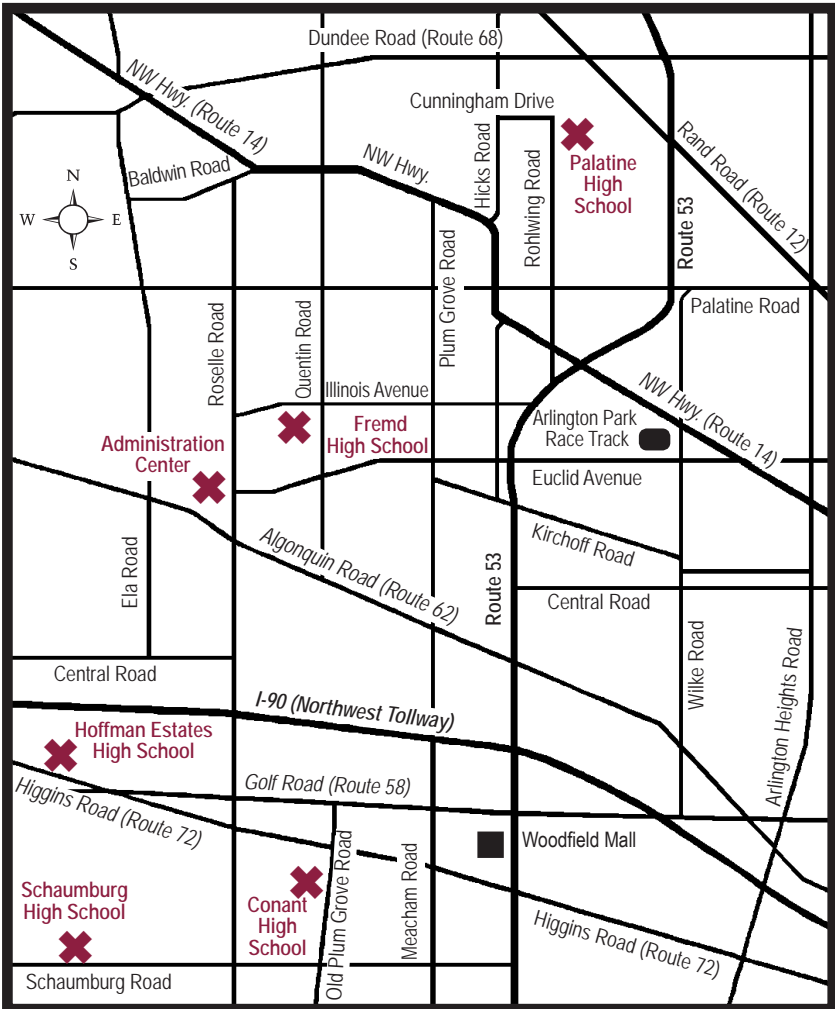 Dundee Road (Route 68)
NW Hwy. (Route 14)
Cunningham Drive
Rand Road (Route 12)
Baldwin Road
NW Hwy.
Hicks Road
Rohlwing Road
Palatine
High
School
Route 53
N
W E
S
Plum Grove Road
Palatine Road
Roselle Road
Quentin Road
Illinois Avenue
NW Hwy. (Route 14)
Arlington Park
Race Track
Fremd
High School
Administration
Center
Euclid Avenue
Kirchoff Road
Algonquin Road (Route 62)
Ela Road
Route 53
Central Road
Wilke Road
Arlington Heights Road
Central Road
I-90 (Northwest Tollway)
Hoffman Estates
High School
Golf Road (Route 58)
Higgins Road (Route 72)
Woodfield Mall
Old Plum Grove Road
Meacham Road
Schaumburg
High School
Conant
High
School
Higgins Road (Route 72)
Schaumburg Road